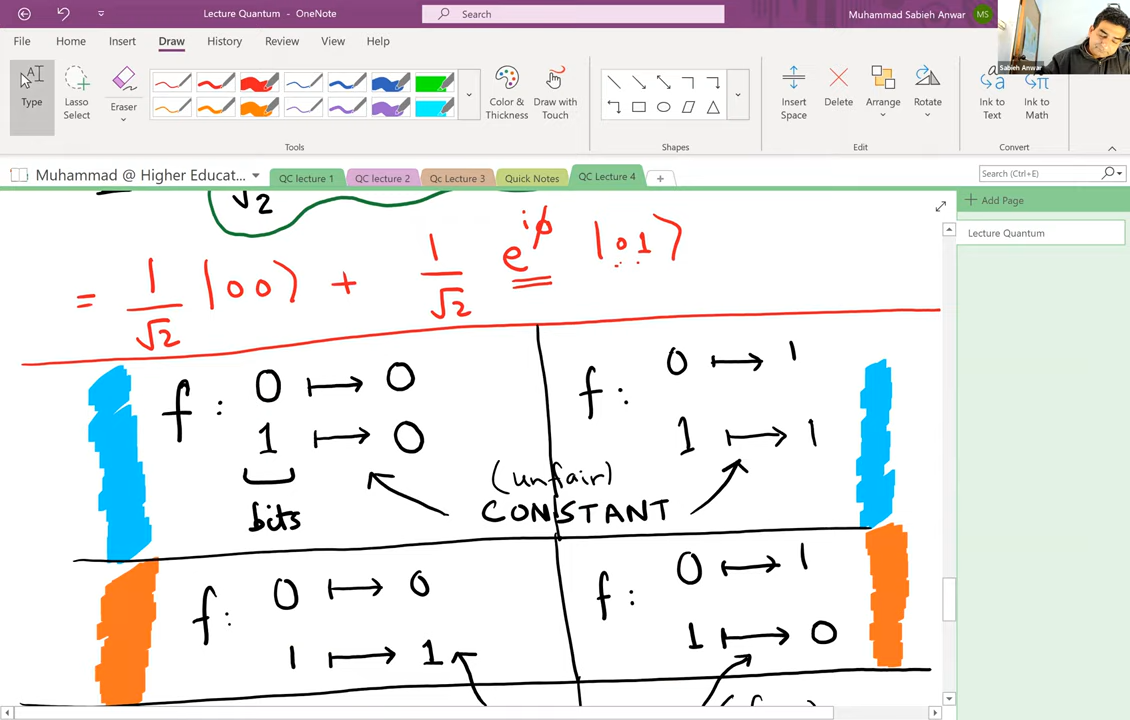 Lecture Quantum - OneNote
Search
Muhammad Sabieh Anwar
MS
Sabieh Anwar
File Home Insert Draw History Review View Help
Type
Lasso Select
Eraser
Color & Thickness
Draw with Touch
Insert Space
Delete
Arrange
Rotate
Ink to Text
Ink to Math
Tools
Shapes
Edit
Convert
Muhammad @ Higher Educat...
QC lecture 1
QC lecture 2
Qc Lecture 3
Quick Notes
QC Lecture 4
Search (Ctrl+E)
Add Page
Lecture Quantum
√2
= 1/√2 |00⟩ + 1/√2 e^{iϕ} |01⟩
f : 0 ↦ 0
1 ↦ 0
bits
f : 0 ↦ 1
1 ↦ 1
(unfair)
CONSTANT
f : 0 ↦ 0
1 ↦ 1
f : 0 ↦ 1
1 ↦ 0